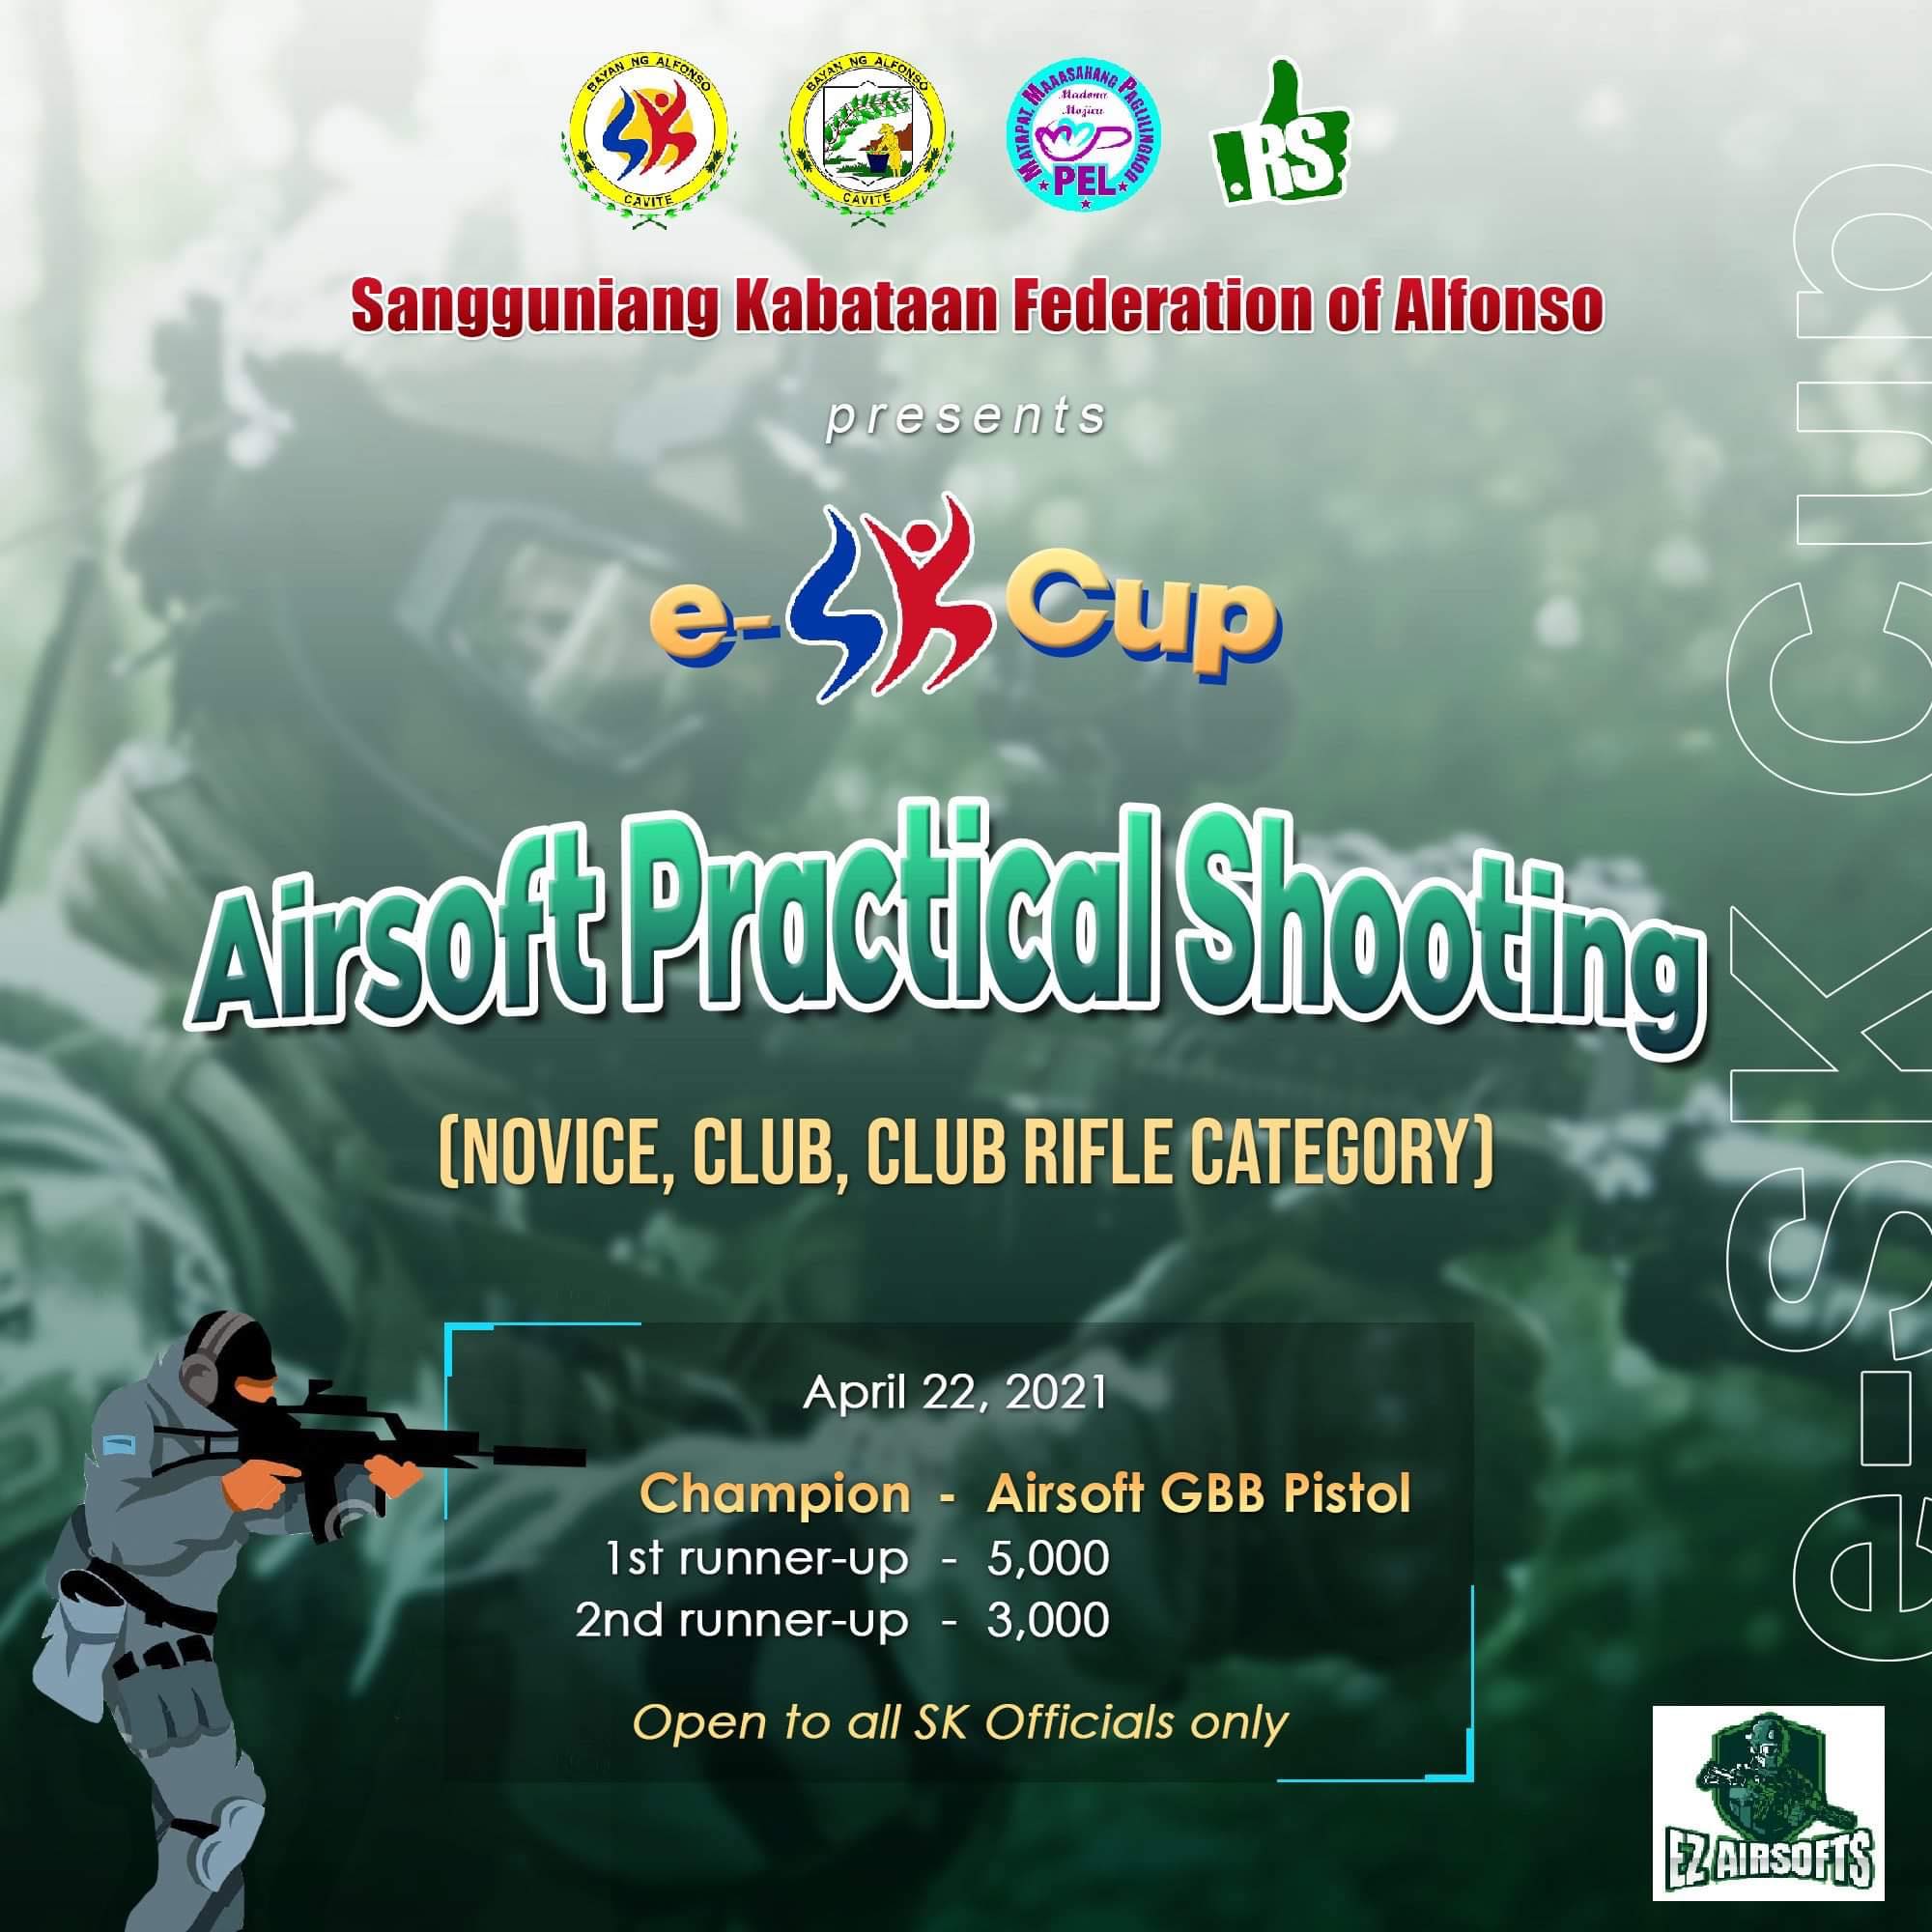 BAYAN NG ALFONSO
CAVITE
BAYAN NG ALFONSO
CAVITE
MATAPAT, MAAASAHANG PAGLILINGKOD
Madona
Mojica
PEL
.RS
Sangguniang Kabataan Federation of Alfonso
presents
e-SK Cup
Airsoft Practical Shooting
(NOVICE, CLUB, CLUB RIFLE CATEGORY)
April 22, 2021
Champion - Airsoft GBB Pistol
1st runner-up - 5,000
2nd runner-up - 3,000
Open to all SK Officials only
e-SK Cup
EZ AIRSOFTS